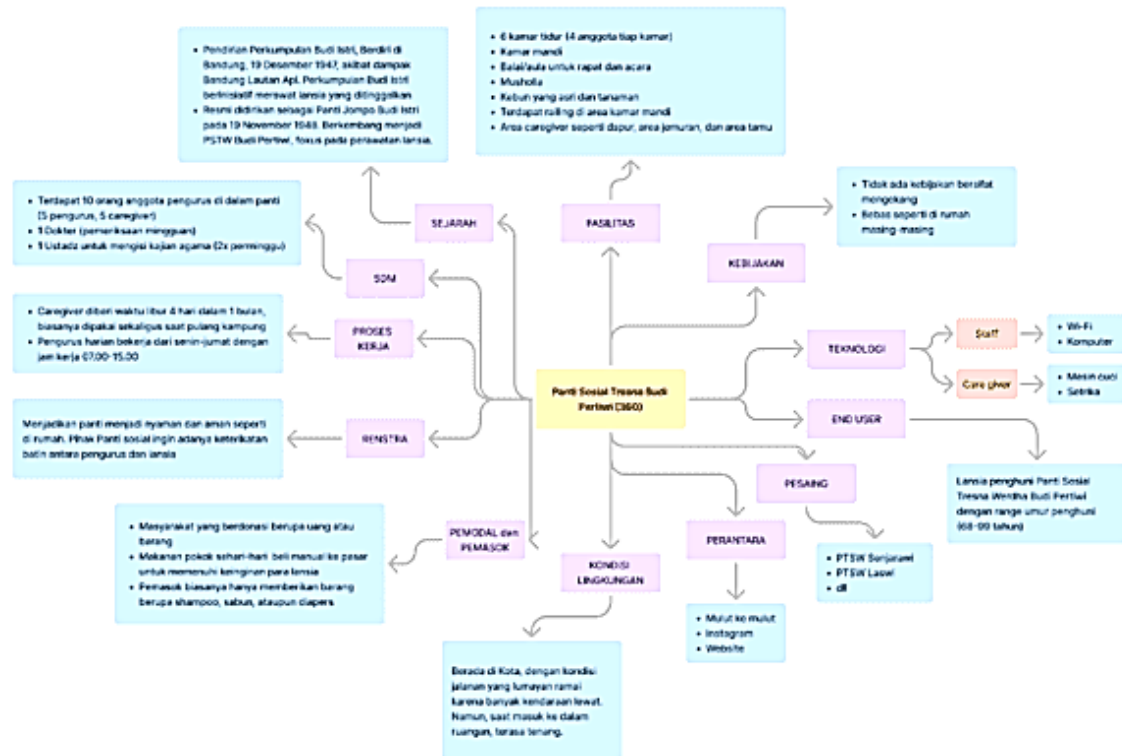 • Pendirian Perkumpulan Budi Istri, Berdiri di
Bandung, 19 Desember 1947, akibat dampak
Bandung Lautan Api. Perkumpulan Budi Istri
berinisiatif merawat lansia yang ditinggalkan
• Resmi didirikan sebagai Panti Jompo Budi Istri
pada 19 November 1948. Berkembang menjadi
PSTW Budi Pertiwi, fokus pada perawatan lansia.
• 6 kamar tidur (4 anggota tiap kamar)
• Kamar mandi
• Balai/aula untuk rapat dan acara
• Musholla
• Kebun yang asri dan tanaman
• Terdapat railing di area kamar mandi
• Area caregiver seperti dapur, area jemuran, dan area tamu
• Tidak ada kebijakan bersifat
mengekang
• Bebas seperti di rumah
masing-masing
• Terdapat 10 orang anggota pengurus di dalam panti
(5 pengurus, 5 caregiver)
• 1 Dokter (pemeriksaan mingguan)
• 1 Ustadz untuk mengisi kajian agama (2x perminggu)
SEJARAH
FASILITAS
KEBIJAKAN
SDM
• Caregiver diberi waktu libur 4 hari dalam 1 bulan,
biasanya dipakai sekaligus saat pulang kampung
• Pengurus harian bekerja dari senin-jumat dengan
jam kerja 07.00-15.00
PROSES
KERJA
TEKNOLOGI
Staff
• Wi-Fi
• Komputer
Care giver
• Mesin cuci
• Setrika
Panti Sosial Tresna Budi
Pertiwi (360)
END USER
Menjadikan panti menjadi nyaman dan aman seperti
di rumah. Pihak Panti sosial ingin adanya keterikatan
batin antara pengurus dan lansia
RENSTRA
PESAING
Lansia penghuni Panti Sosial
Tresna Werdha Budi Pertiwi
dengan range umur penghuni
(68-99 tahun)
• Masyarakat yang berdonasi berupa uang atau
barang
• Makanan pokok sehari-hari beli manual ke pasar
untuk memenuhi keinginan para lansia
• Pemasok biasanya hanya memberikan barang
berupa shampoo, sabun, ataupun diapers
PEMODAL dan
PEMASOK
KONDISI
LINGKUNGAN
PERANTARA
• PTSW Senjarawi
• PTSW Laswi
• dll
• Mulut ke mulut
• Instagram
• Website
Berada di Kota, dengan kondisi
jalanan yang lumayan ramai
karena banyak kendaraan lewat.
Namun, saat masuk ke dalam
ruangan, terasa tenang.